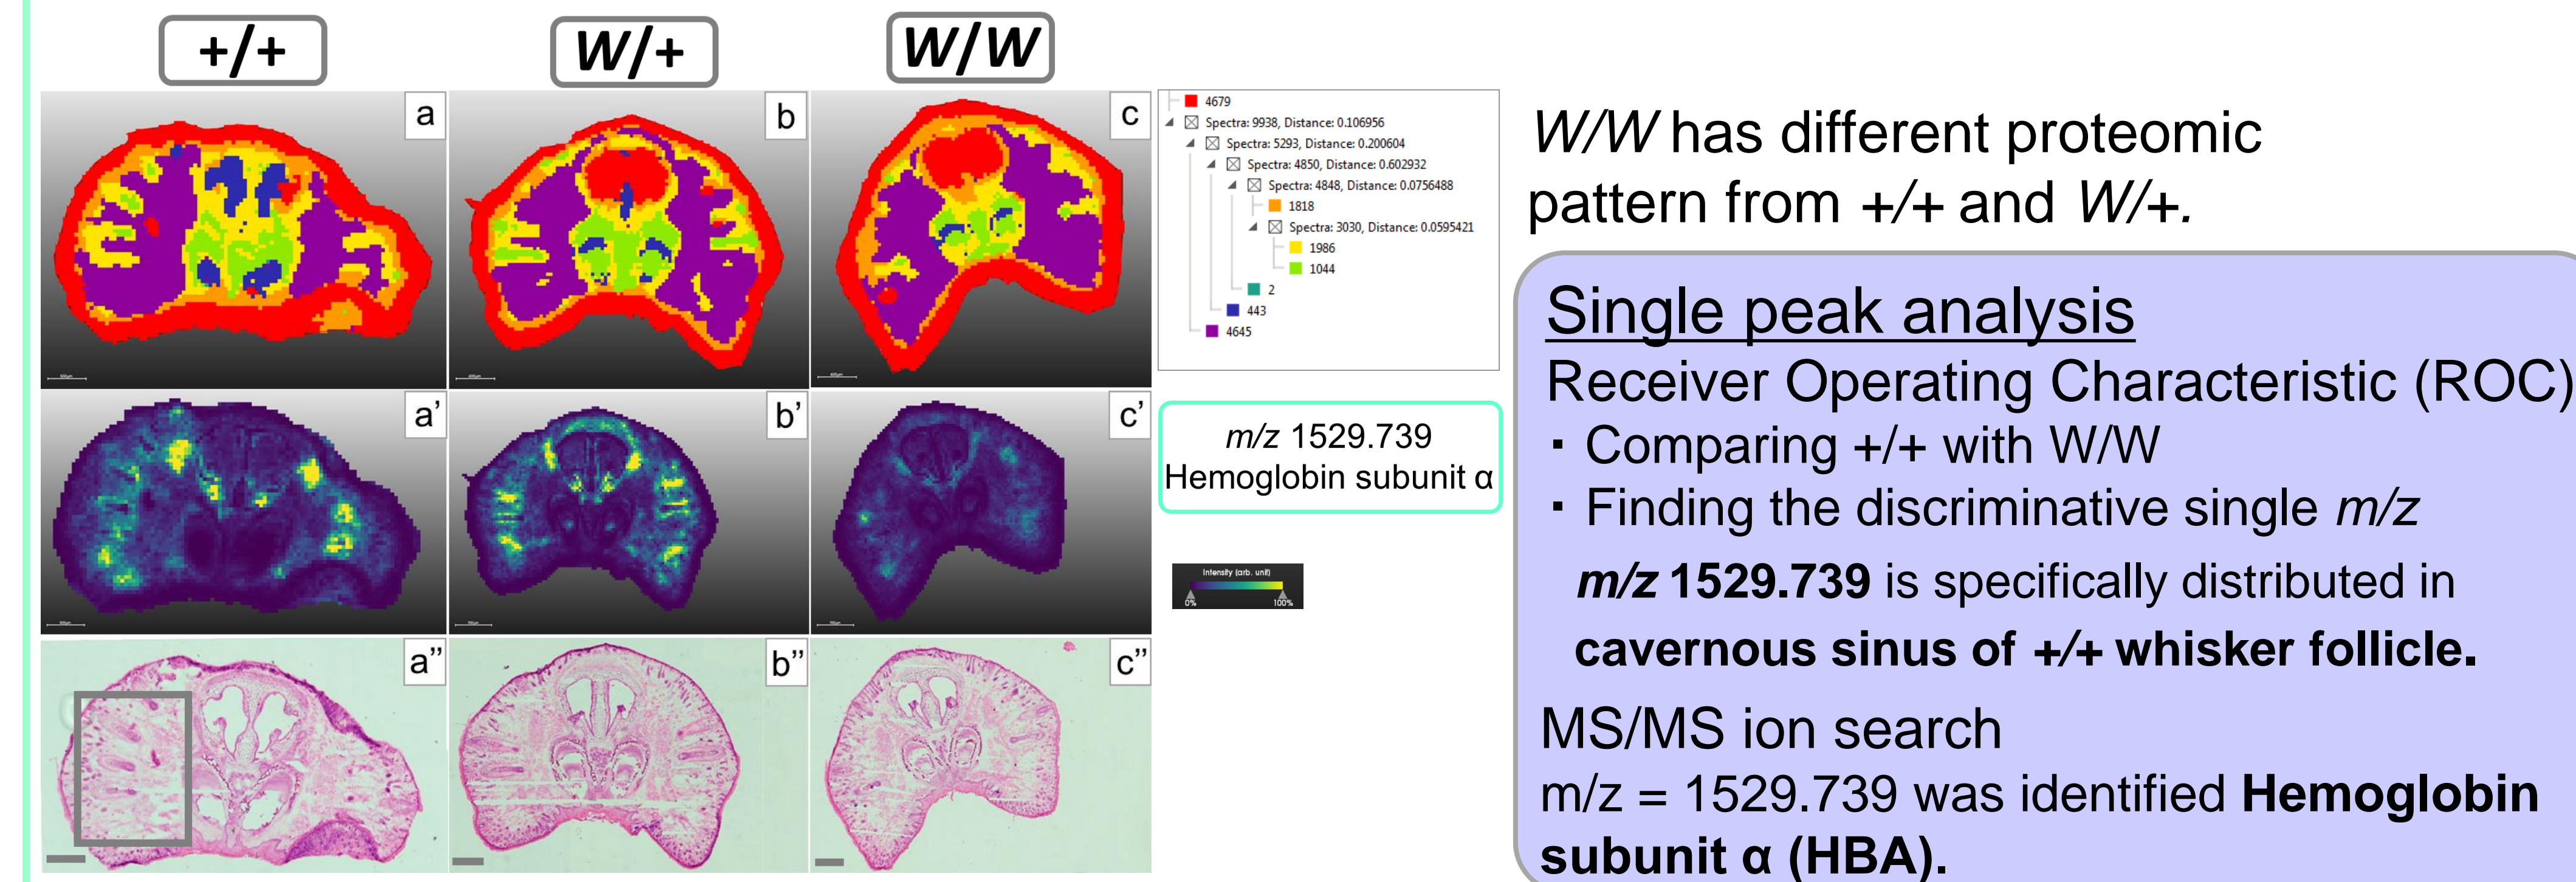 +/+
W/+
W/W
a
b
c
4679
Spectra: 9938, Distance: 0.106956
Spectra: 5293, Distance: 0.200604
Spectra: 4850, Distance: 0.602932
Spectra: 4848, Distance: 0.0756488
1818
Spectra: 3030, Distance: 0.0595421
1986
1044
2
443
4645
a'
b'
c'
m/z 1529.739
Hemoglobin subunit α
Intensity (arb. unit)
0% 100%
a”
b”
c”
W/W has different proteomic
pattern from +/+ and W/+.
Single peak analysis
Receiver Operating Characteristic (ROC)
・Comparing +/+ with W/W
・Finding the discriminative single m/z
m/z 1529.739 is specifically distributed in
cavernous sinus of +/+ whisker follicle.
MS/MS ion search
m/z = 1529.739 was identified Hemoglobin
subunit α (HBA).